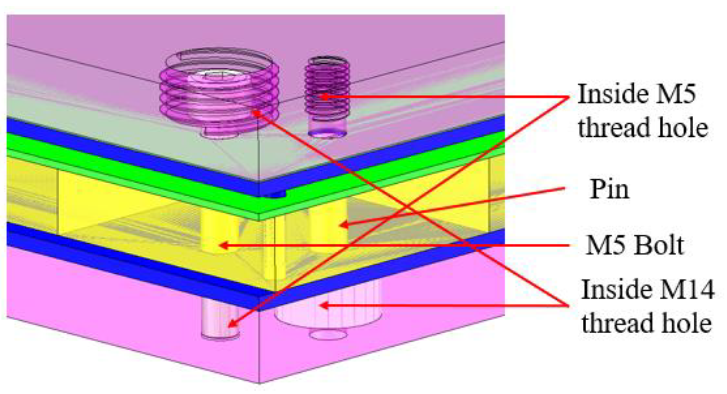 Inside M5
thread hole
Pin
M5 Bolt
Inside M14
thread hole